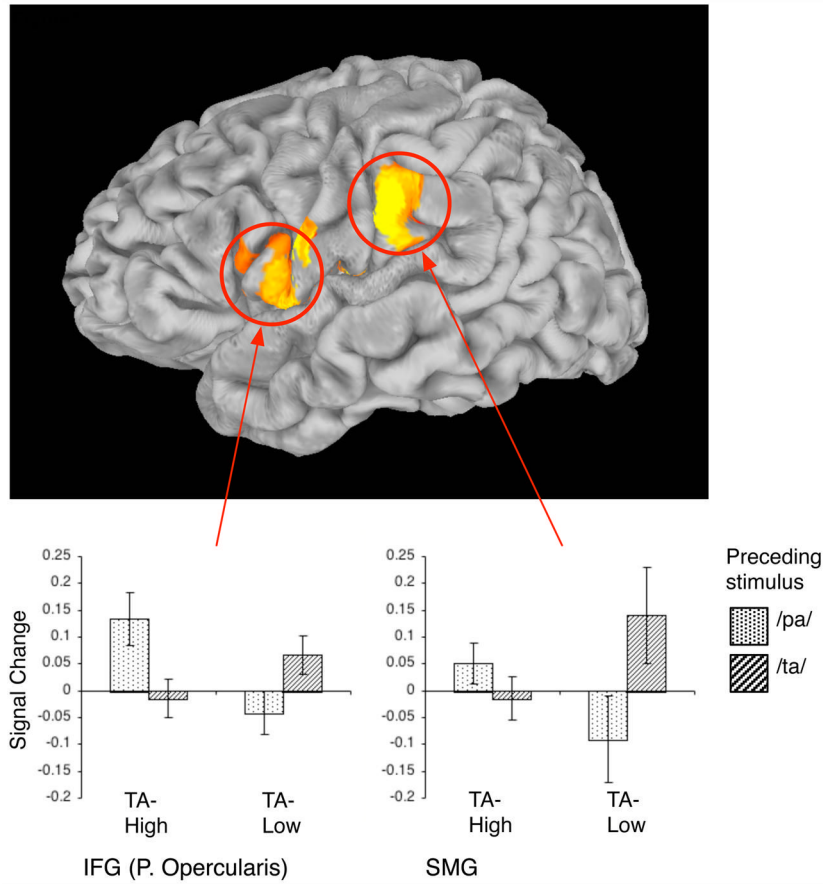 0.25
0.2
0.15
0.1
0.05
0
-0.05
-0.1
-0.15
-0.2
Signal Change
TA-
High
TA-
Low
IFG (P. Opercularis)
0.25
0.2
0.15
0.1
0.05
0
-0.05
-0.1
-0.15
-0.2
TA-
High
TA-
Low
SMG
Preceding
stimulus
/pa/
/ta/